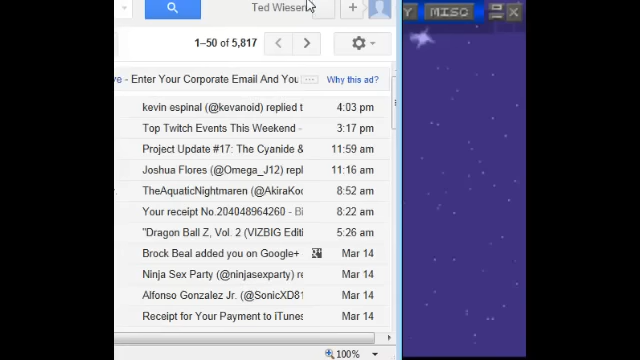 Ted Wiesen
MISC
1–50 of 5,817
ve - Enter Your Corporate Email And You
Why this ad?
kevin espinal (@kevanoid) replied t 4:03 pm
Top Twitch Events This Weekend - 3:17 pm
Project Update #17: The Cyanide & 11:59 am
Joshua Flores (@Omega_J12) repl 11:16 am
TheAquaticNightmaren (@AkiraKoo 8:52 am
Your receipt No.204048964260 - Bi 8:22 am
"Dragon Ball Z, Vol. 2 (VIZBIG Editi 5:26 am
Brock Beal added you on Google+ Mar 14
Ninja Sex Party (@ninjasexparty) re Mar 14
Alfonso Gonzalez Jr. (@SonicXD81 Mar 14
Receipt for Your Payment to iTunes Mar 14
100%